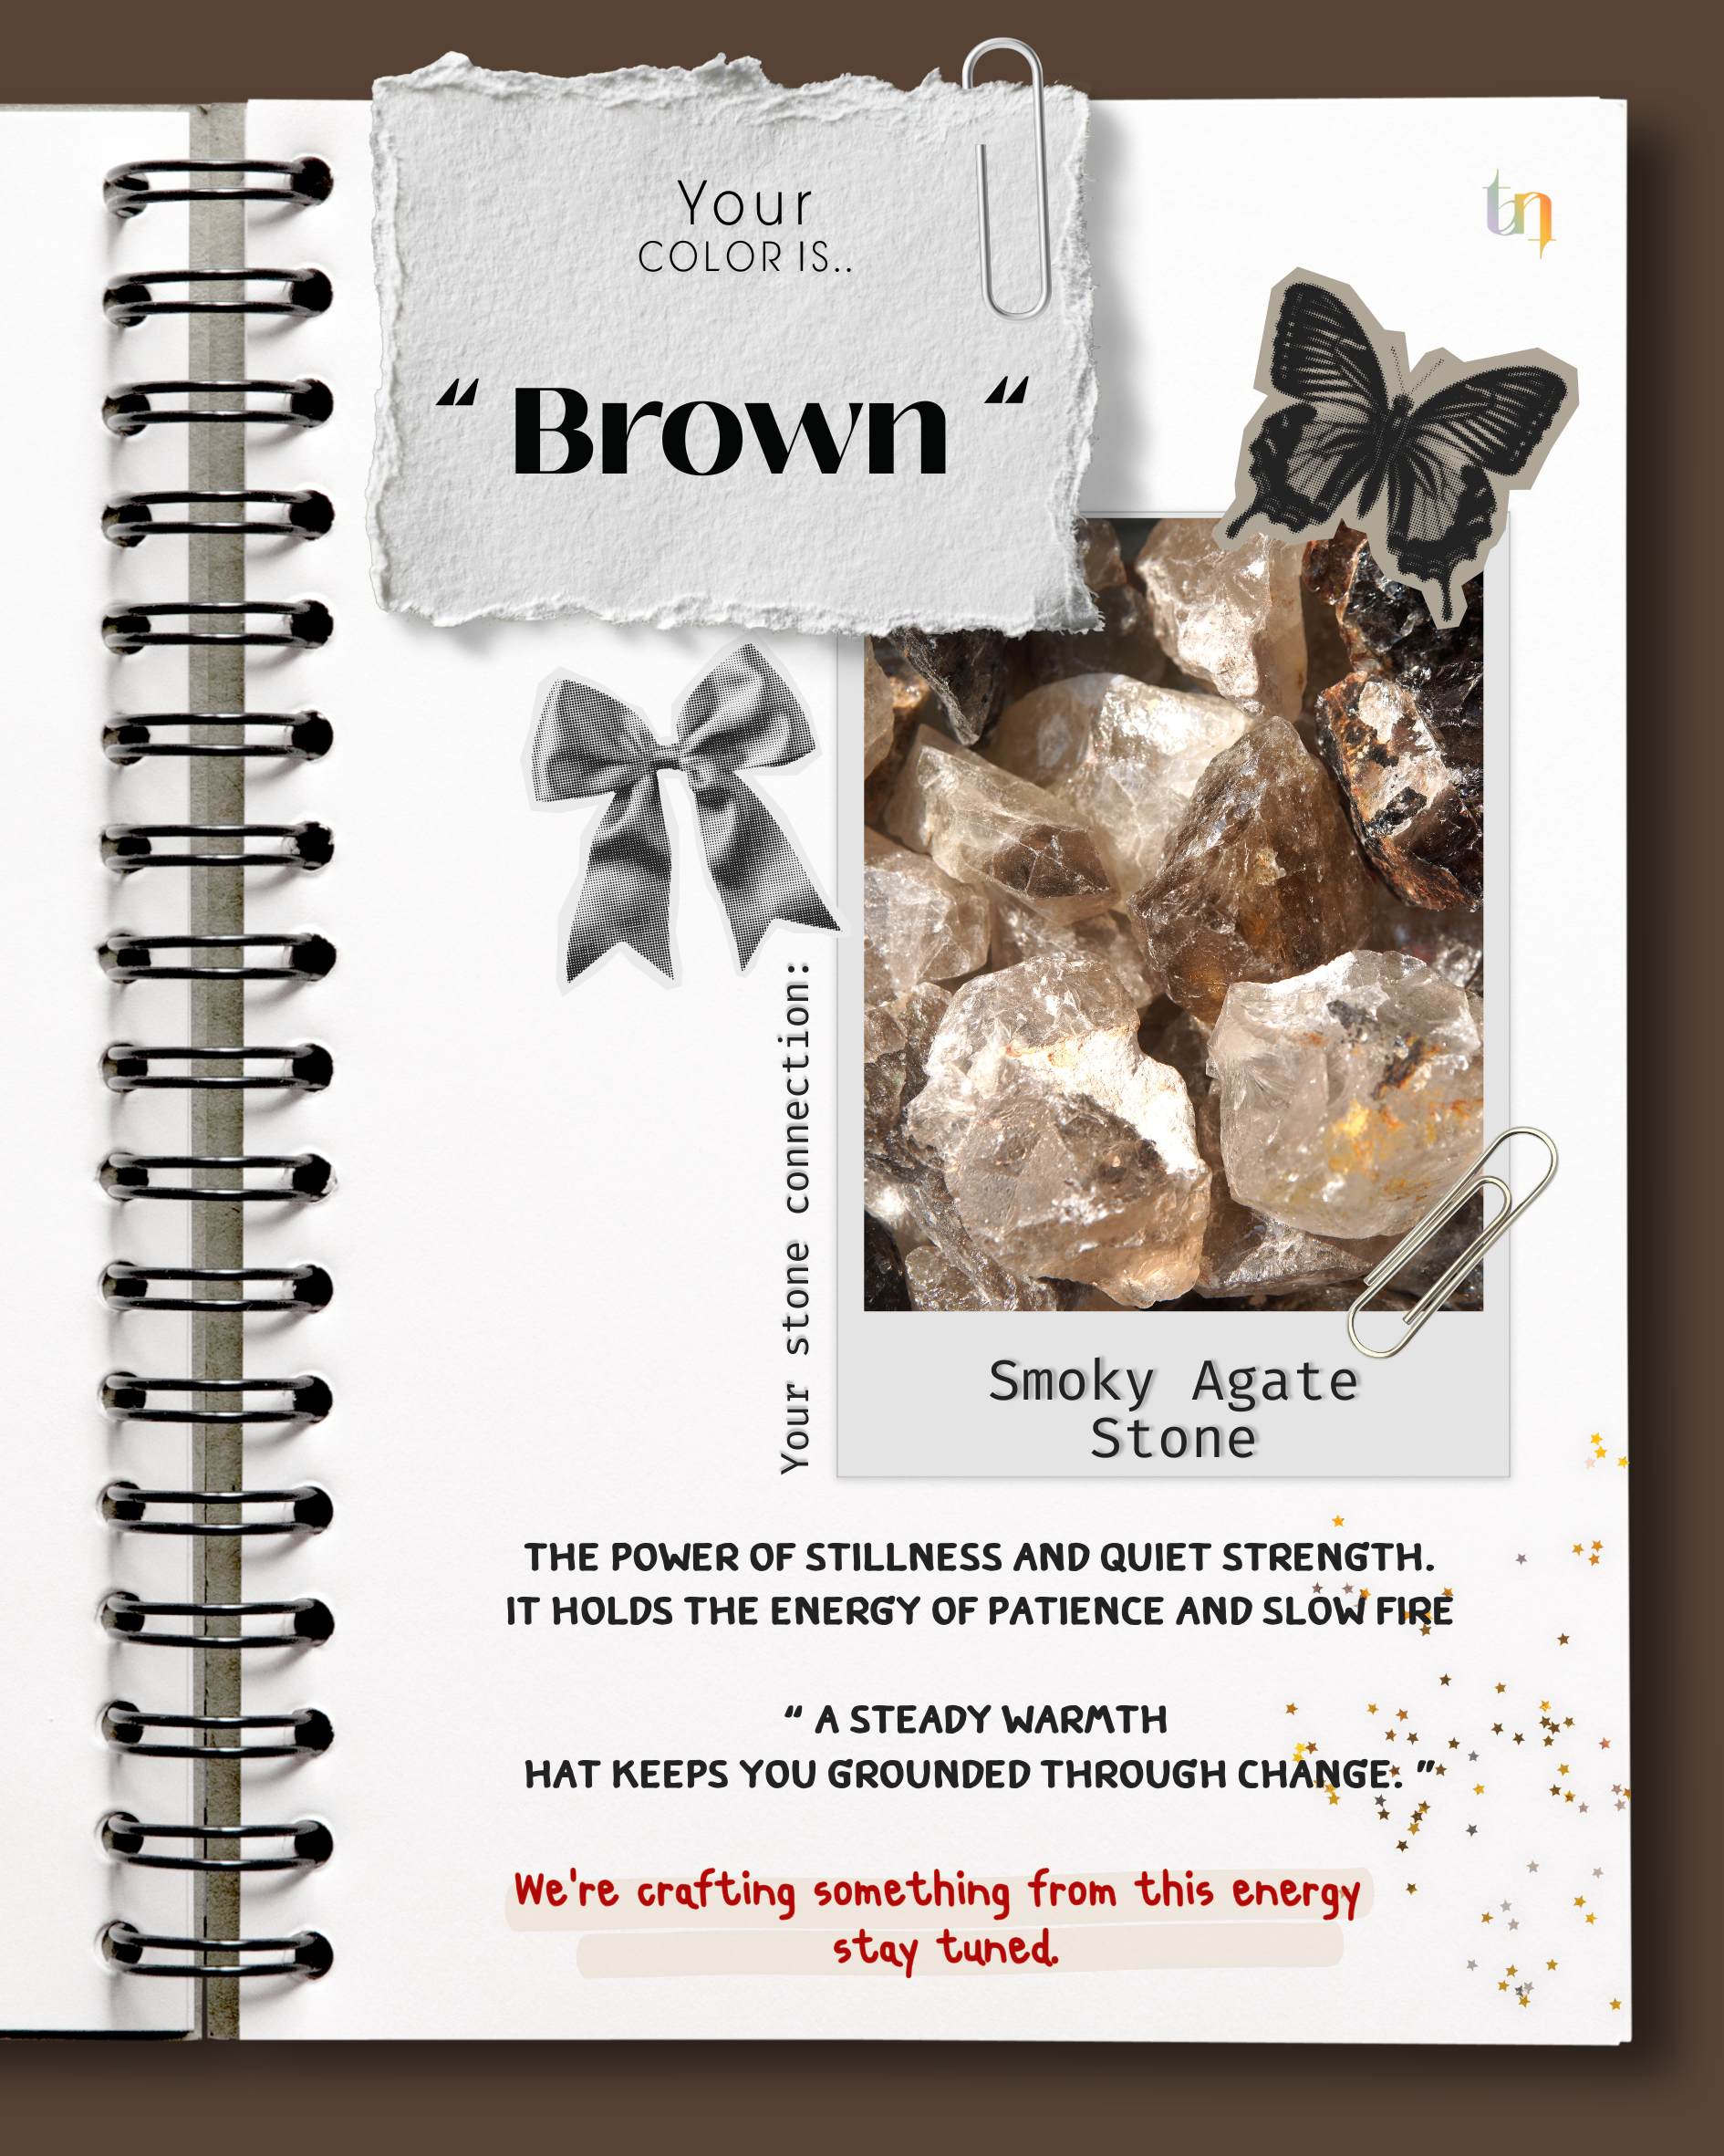 Your
COLOR IS..
“ Brown “
tn
Your stone connection:
Smoky Agate
Stone
THE POWER OF STILLNESS AND QUIET STRENGTH.
IT HOLDS THE ENERGY OF PATIENCE AND SLOW FIRE
“ A STEADY WARMTH
HAT KEEPS YOU GROUNDED THROUGH CHANGE. ”
We're crafting something from this energy
stay tuned.